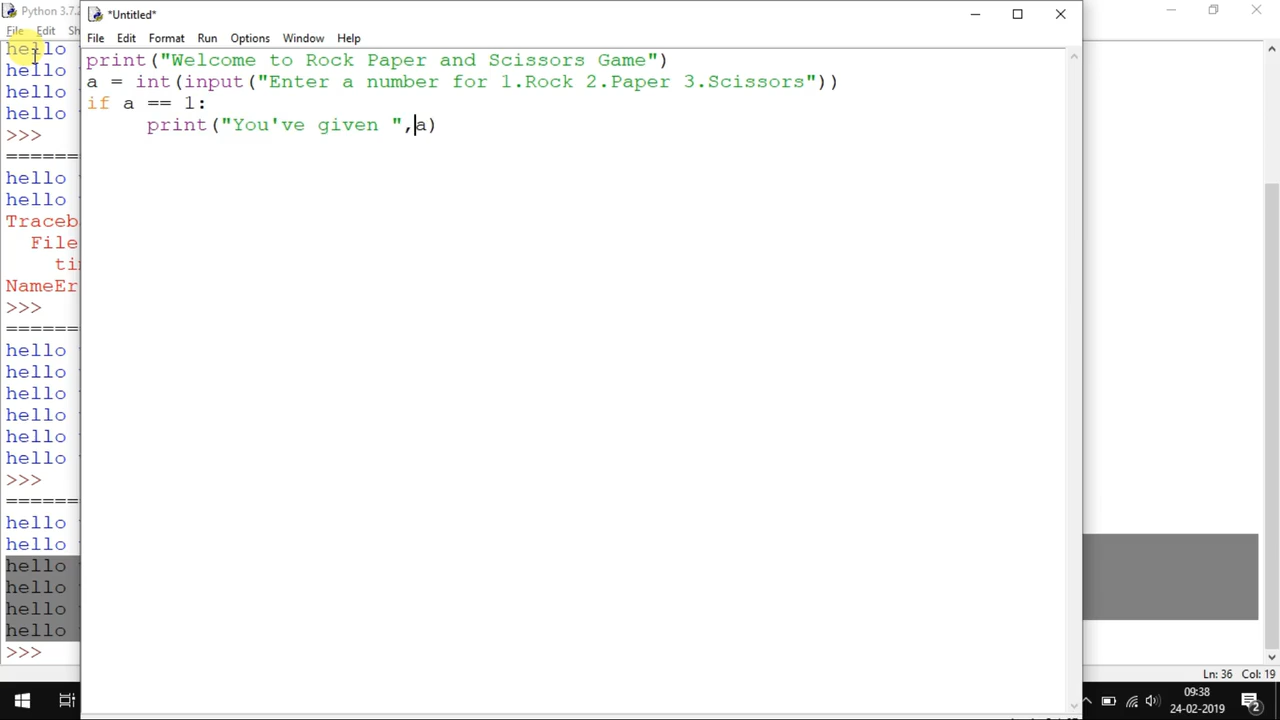 Python 3.7.2
*Untitled*
File Edit Sh
File Edit Format Run Options Window Help
print("Welcome to Rock Paper and Scissors Game")
a = int(input("Enter a number for 1.Rock 2.Paper 3.Scissors"))
if a == 1:
print("You've given ",a)
hello
hello
hello
hello
>>>
======
hello
hello
Traceb
File
tim
NameEr
>>>
======
hello
hello
hello
hello
hello
hello
>>>
======
hello
hello
hello
hello
hello
hello
>>>
Ln: 36 Col: 19
09:38
24-02-2019
2